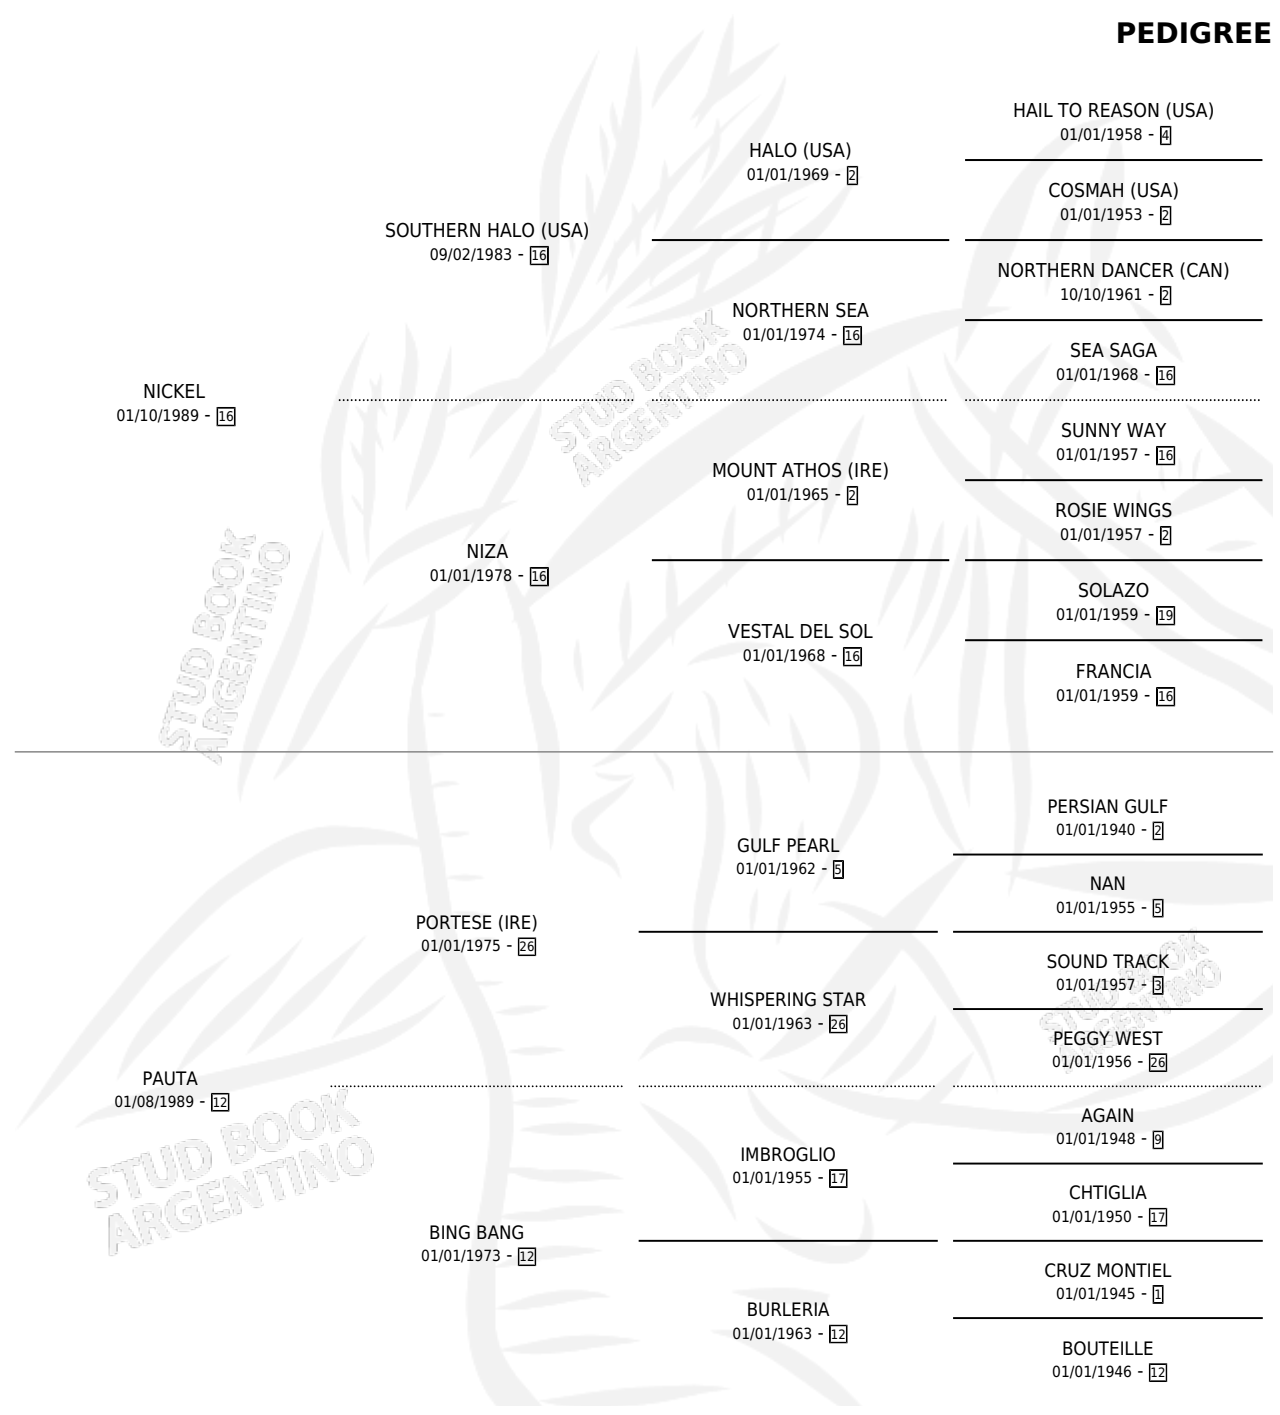 PEDIGREE
HAIL TO REASON (USA)
01/01/1958 - 4
HALO (USA)
01/01/1969 - 2
COSMAH (USA)
01/01/1953 - 2
SOUTHERN HALO (USA)
09/02/1983 - 16
NORTHERN DANCER (CAN)
10/10/1961 - 2
NORTHERN SEA
01/01/1974 - 16
SEA SAGA
01/01/1968 - 16
NICKEL
01/10/1989 - 16
SUNNY WAY
01/01/1957 - 16
MOUNT ATHOS (IRE)
01/01/1965 - 2
ROSIE WINGS
01/01/1957 - 2
NIZA
01/01/1978 - 16
SOLAZO
01/01/1959 - 19
VESTAL DEL SOL
01/01/1968 - 16
FRANCIA
01/01/1959 - 16
PERSIAN GULF
01/01/1940 - 2
GULF PEARL
01/01/1962 - 5
NAN
01/01/1955 - 5
PORTESE (IRE)
01/01/1975 - 26
SOUND TRACK
01/01/1957 - 3
WHISPERING STAR
01/01/1963 - 26
PEGGY WEST
01/01/1956 - 26
PAUTA
01/08/1989 - 12
AGAIN
01/01/1948 - 9
IMBROGLIO
01/01/1955 - 17
CHTIGLIA
01/01/1950 - 17
BING BANG
01/01/1973 - 12
CRUZ MONTIEL
01/01/1945 - 1
BURLERIA
01/01/1963 - 12
BOUTEILLE
01/01/1946 - 12
STUD BOOK
ARGENTINO
STUD BOOK
ARGENTINO
STUD BOOK
ARGENTINO
STUD BOOK
ARGENTINO